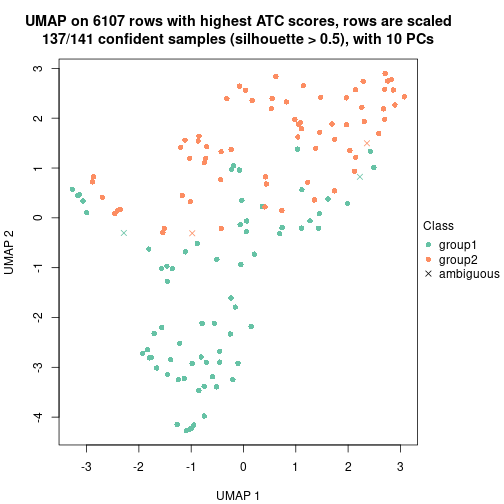 UMAP on 6107 rows with highest ATC scores, rows are scaled
137/141 confident samples (silhouette > 0.5), with 10 PCs
3
2
1
0
-1
-2
-3
-4
UMAP 2
-3
-2
-1
0
1
2
3
UMAP 1
Class
group1
group2
ambiguous